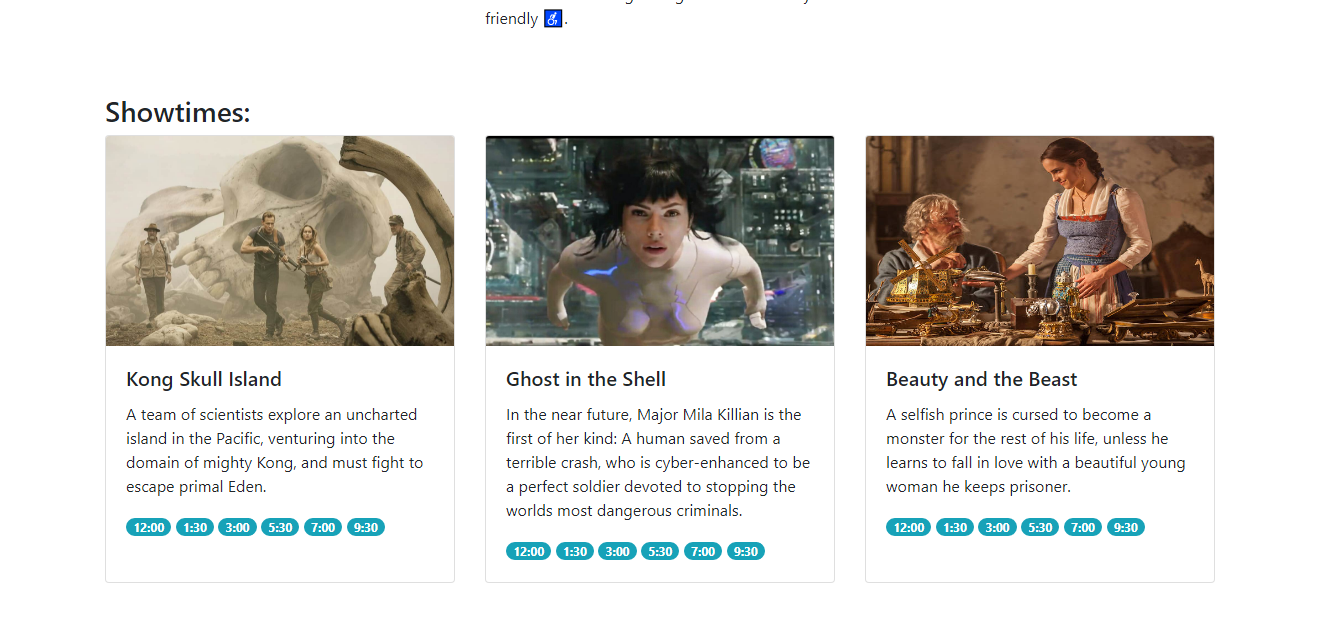 friendly ♿.
Showtimes:
Kong Skull Island
A team of scientists explore an uncharted
island in the Pacific, venturing into the
domain of mighty Kong, and must fight to
escape primal Eden.
12:00 1:30 3:00 5:30 7:00 9:30
Ghost in the Shell
In the near future, Major Mila Killian is the
first of her kind: A human saved from a
terrible crash, who is cyber-enhanced to be
a perfect soldier devoted to stopping the
worlds most dangerous criminals.
12:00 1:30 3:00 5:30 7:00 9:30
Beauty and the Beast
A selfish prince is cursed to become a
monster for the rest of his life, unless he
learns to fall in love with a beautiful young
woman he keeps prisoner.
12:00 1:30 3:00 5:30 7:00 9:30